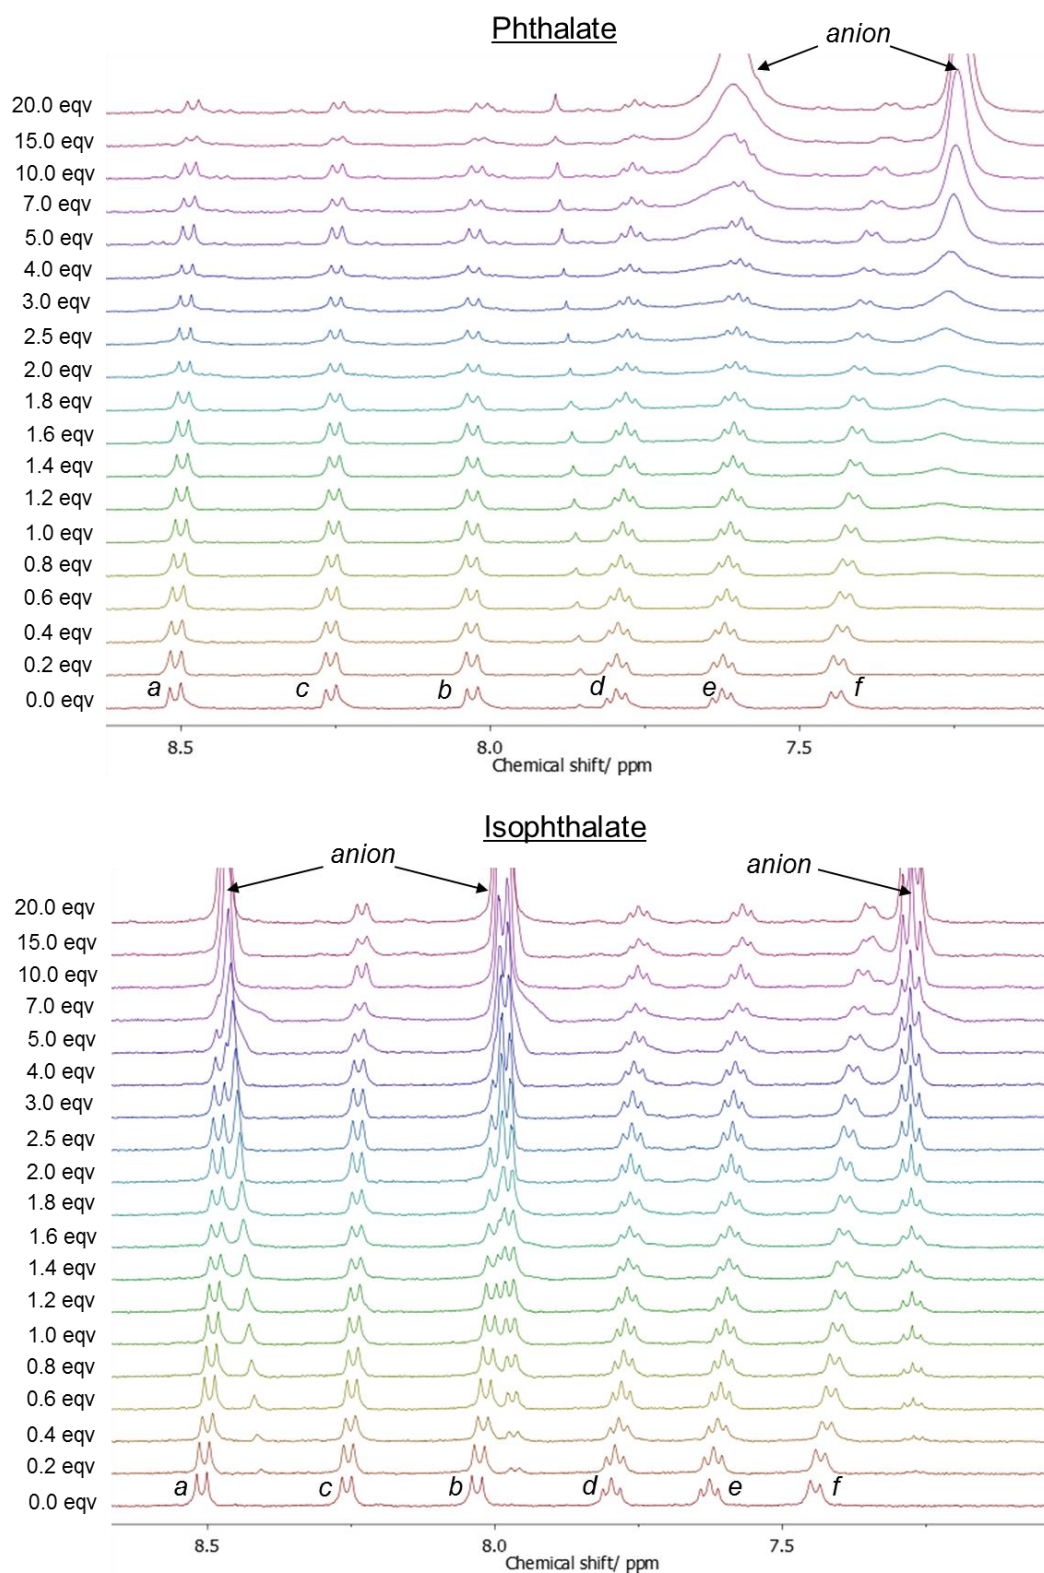 Phthalate
anion
20.0 eqv
15.0 eqv
10.0 eqv
7.0 eqv
5.0 eqv
4.0 eqv
3.0 eqv
2.5 eqv
2.0 eqv
1.8 eqv
1.6 eqv
1.4 eqv
1.2 eqv
1.0 eqv
0.8 eqv
0.6 eqv
0.4 eqv
0.2 eqv
0.0 eqv
a c b d e f
8.5 8.0 7.5
Chemical shift/ ppm
Isophthalate
anion anion
20.0 eqv
15.0 eqv
10.0 eqv
7.0 eqv
5.0 eqv
4.0 eqv
3.0 eqv
2.5 eqv
2.0 eqv
1.8 eqv
1.6 eqv
1.4 eqv
1.2 eqv
1.0 eqv
0.8 eqv
0.6 eqv
0.4 eqv
0.2 eqv
0.0 eqv
a c b d e f
8.5 8.0 7.5
Chemical shift/ ppm